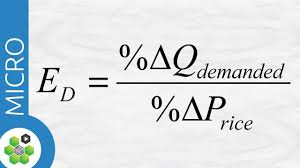 MICRO
E_D = %ΔQ_demanded / %ΔP_rice